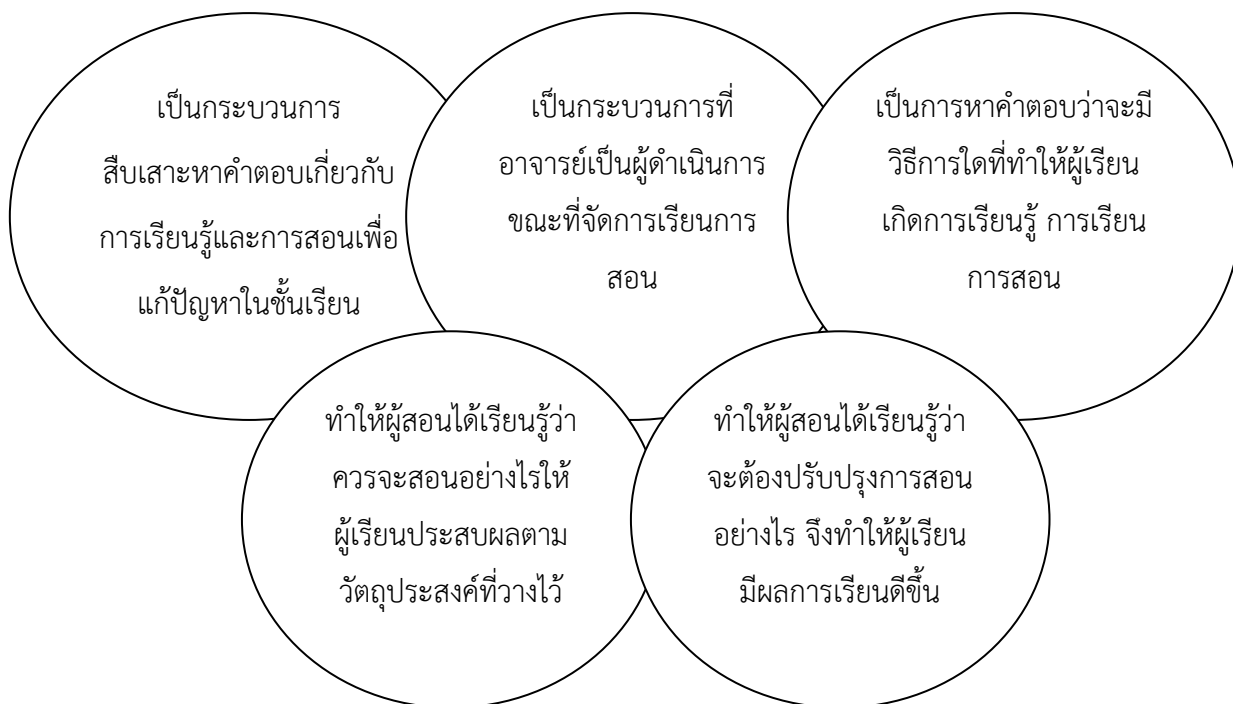 เป็นกระบวนการ
สืบเสาะหาคำตอบเกี่ยวกับ
การเรียนรู้และการสอนเพื่อ
แก้ปัญหาในชั้นเรียน
เป็นกระบวนการที่
อาจารย์เป็นผู้ดำเนินการ
ขณะที่จัดการเรียนการ
สอน
เป็นการหาคำตอบว่าจะมี
วิธีการใดที่ทำให้ผู้เรียน
เกิดการเรียนรู้ การเรียน
การสอน
ทำให้ผู้สอนได้เรียนรู้ว่า
ควรจะสอนอย่างไรให้
ผู้เรียนประสบผลตาม
วัตถุประสงค์ที่วางไว้
ทำให้ผู้สอนได้เรียนรู้ว่า
จะต้องปรับปรุงการสอน
อย่างไร จึงทำให้ผู้เรียน
มีผลการเรียนดีขึ้น